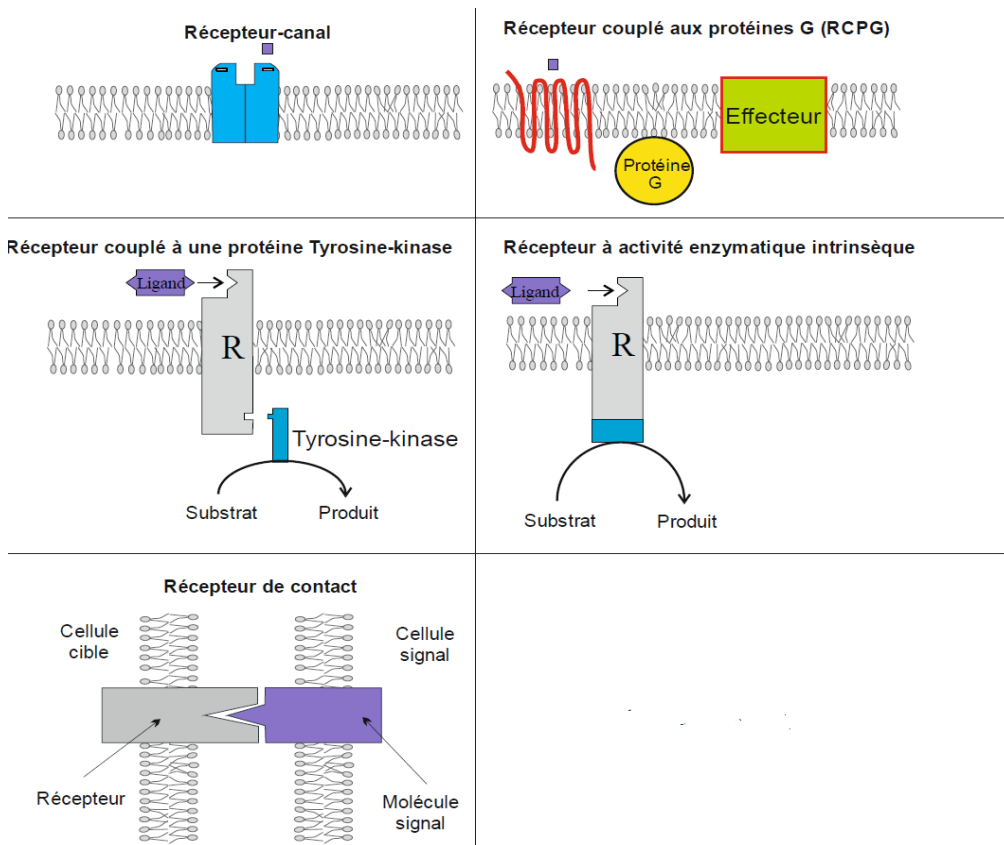 Récepteur-canal
Récepteur couplé aux protéines G (RCPG)
Effecteur
Protéine
G
Récepteur couplé à une protéine Tyrosine-kinase
Ligand
R
Tyrosine-kinase
Substrat
Produit
Récepteur à activité enzymatique intrinsèque
Ligand
R
Substrat
Produit
Récepteur de contact
Cellule
cible
Cellule
signal
Récepteur
Molécule
signal